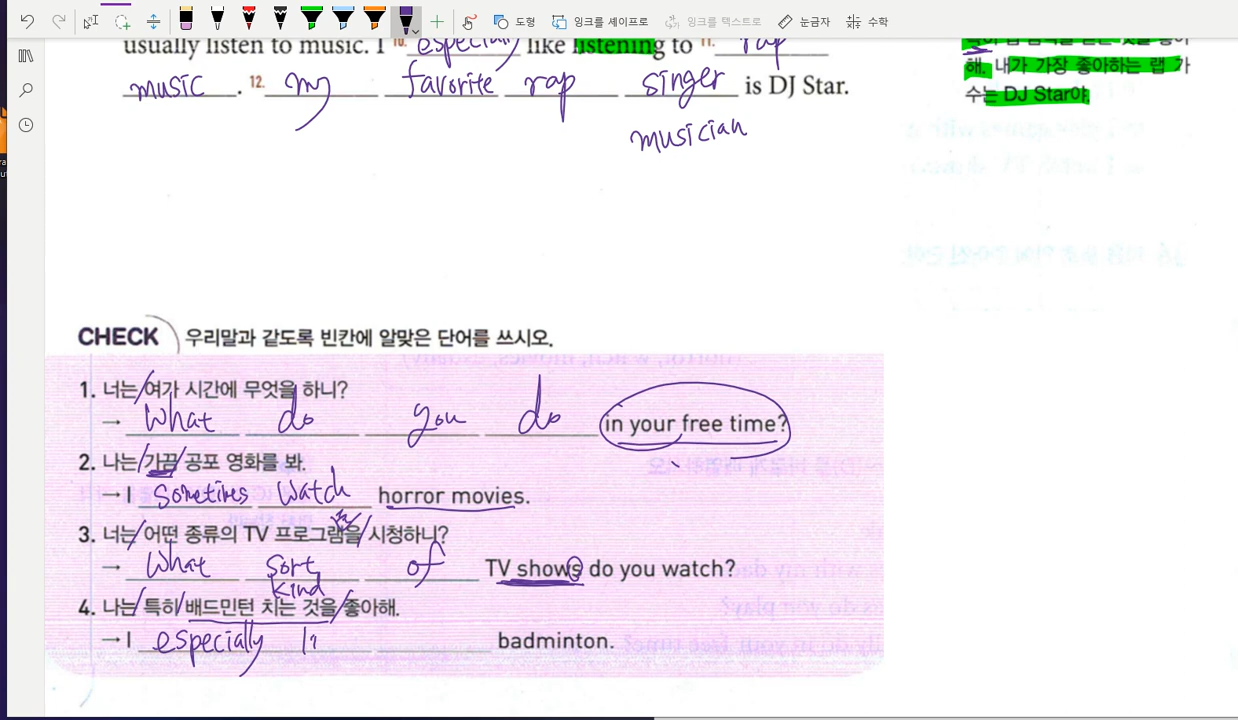 도형 잉크를 셰이프로 잉크를 텍스트로 눈금자 수학
usually listen to music. I 10. especially like listening to 11. rap
music . 12. my favorite rap singer is DJ Star.
musician
해. 내가 가장 좋아하는 랩 가
수는 DJ Star야.
CHECK 우리말과 같도록 빈칸에 알맞은 단어를 쓰시오.
1. 너는/여가 시간에 무엇을/하니?
→ What do you do in your free time?
2. 나는/가끔/공포 영화를 봐.
→ I Sometimes watch horror movies.
3. 너는/어떤 종류의 TV 프로그램을/시청하니?
→ What sort of TV shows do you watch?
kind
4. 나는/특히/배드민턴 치는 것을/좋아해.
→ I especially li badminton.